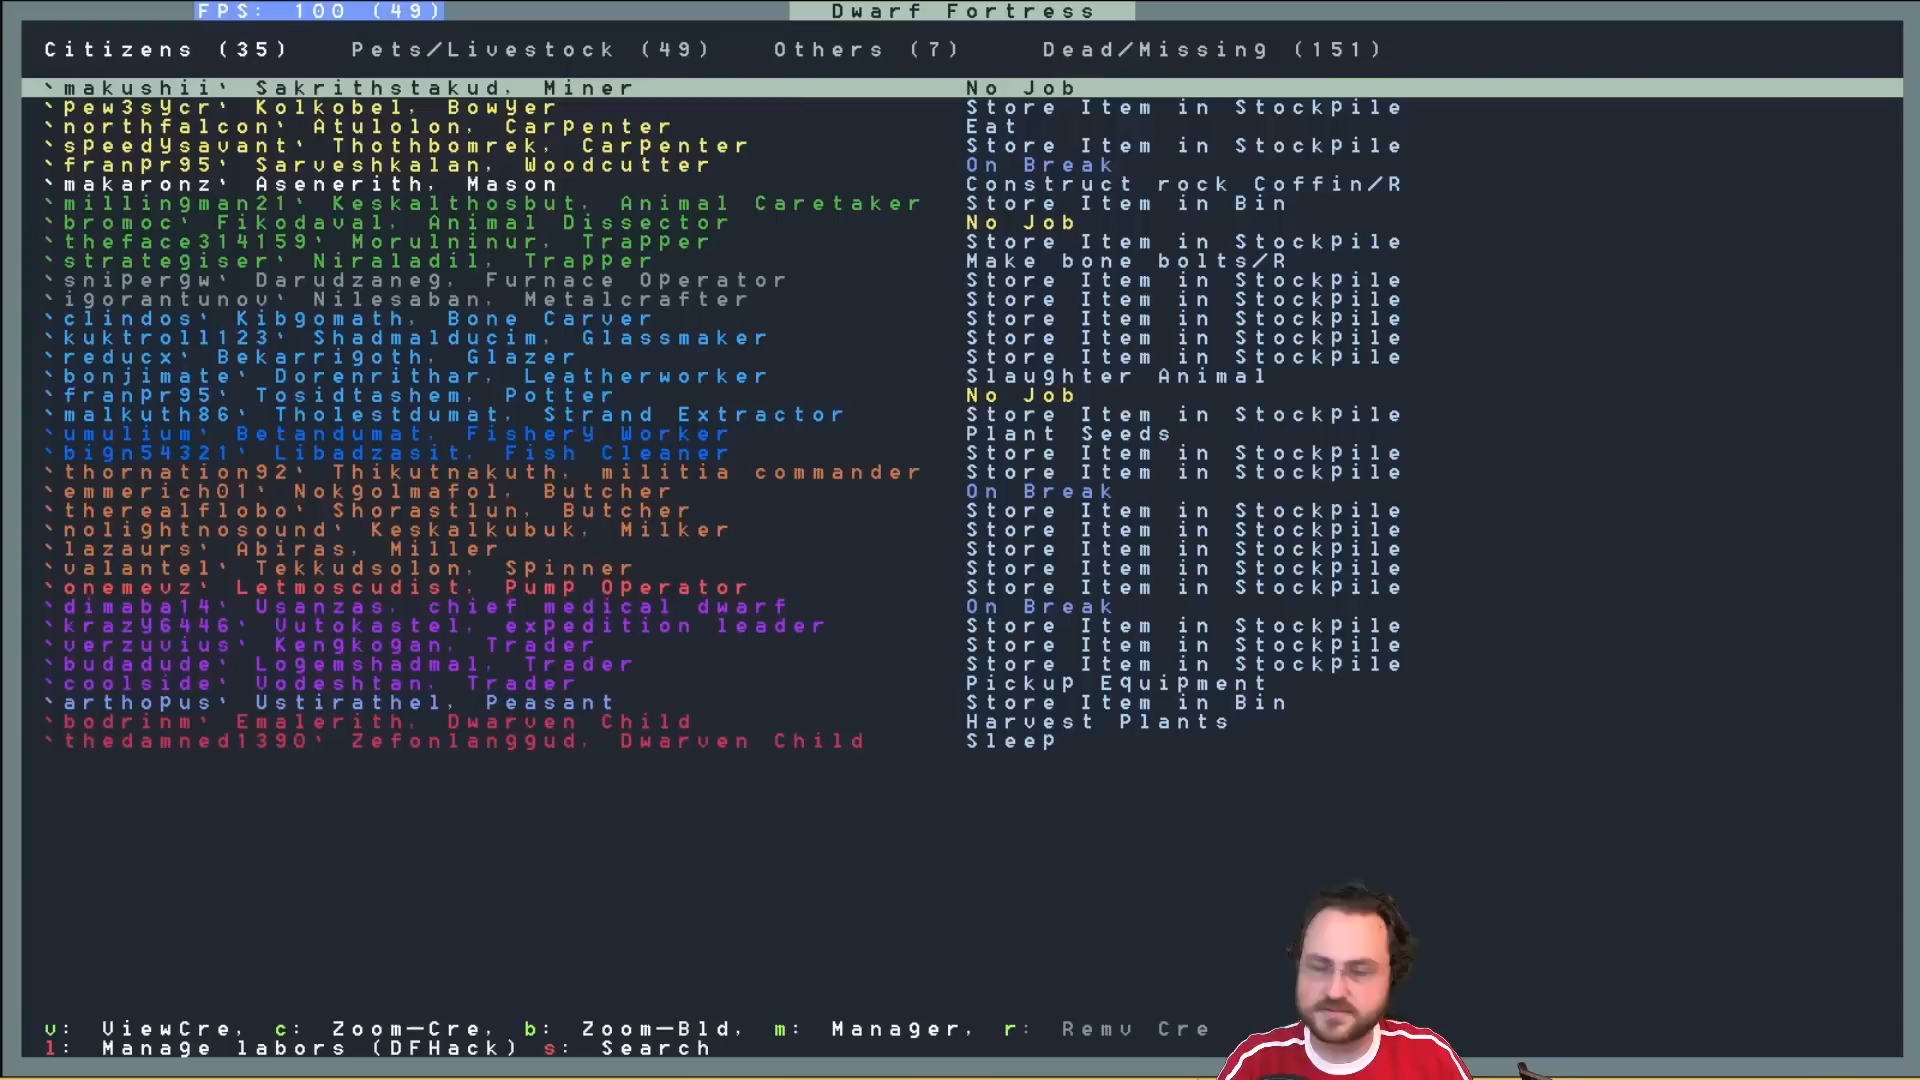 FPS: 100 (49)
Dwarf Fortress
Citizens (35) Pets/Livestock (49) Others (7) Dead/Missing (151)
`makushii` Sakrithstakud, Miner No Job
`pew3sycr` Kolkobel, Bowyer Store Item in Stockpile
`northfalcon` Atulolon, Carpenter Eat
`speedysavant` Thothbomrek, Carpenter Store Item in Stockpile
`franpr95` Sarveshkalan, Woodcutter On Break
`makaronz` Asenerith, Mason Construct rock Coffin/R
`millingman21` Keskalthosbut, Animal Caretaker Store Item in Bin
`bromoc` Fikodaval, Animal Dissector No Job
`theface314159` Morulninur, Trapper Store Item in Stockpile
`strategiser` Niraladil, Trapper Make bone bolts/R
`snipergw` Darudzaneg, Furnace Operator Store Item in Stockpile
`igorantunov` Nilesaban, Metalcrafter Store Item in Stockpile
`clindos` Kibgomath, Bone Carver Store Item in Stockpile
`kuktroll123` Shadmalducim, Glassmaker Store Item in Stockpile
`reducx` Bekarrigoth, Glazer Store Item in Stockpile
`bonjimate` Dorenrithar, Leatherworker Slaughter Animal
`franpr95` Tosidtashem, Potter No Job
`malkuth86` Tholestdumat, Strand Extractor Store Item in Stockpile
`umulium` Betandumat, Fishery Worker Plant Seeds
`bign54321` Libadzasit, Fish Cleaner Store Item in Stockpile
`thornation92` Thikutnakuth, militia commander Store Item in Stockpile
`emmerich01` Nokgolmafol, Butcher On Break
`therealflobo` Shorastlun, Butcher Store Item in Stockpile
`nolightnosound` Keskalkubuk, Milker Store Item in Stockpile
`lazaurs` Abiras, Miller Store Item in Stockpile
`valantel` Tekkudsolon, Spinner Store Item in Stockpile
`onemevz` Letmoscudist, Pump Operator Store Item in Stockpile
`dimaba14` Usanzas, chief medical dwarf On Break
`krazy6446` Vutokastel, expedition leader Store Item in Stockpile
`verzuvius` Kengkogan, Trader Store Item in Stockpile
`budadude` Logemshadmal, Trader Store Item in Stockpile
`coolside` Vodeshtan, Trader Pickup Equipment
`arthopus` Ustirathel, Peasant Store Item in Bin
`bodrinm` Emalerith, Dwarven Child Harvest Plants
`thedamned1390` Zefonlanggud, Dwarven Child Sleep
v: ViewCre, c: Zoom-Cre, b: Zoom-Bld, m: Manager, r: Remv Cre
l: Manage labors (DFHack) s: Search